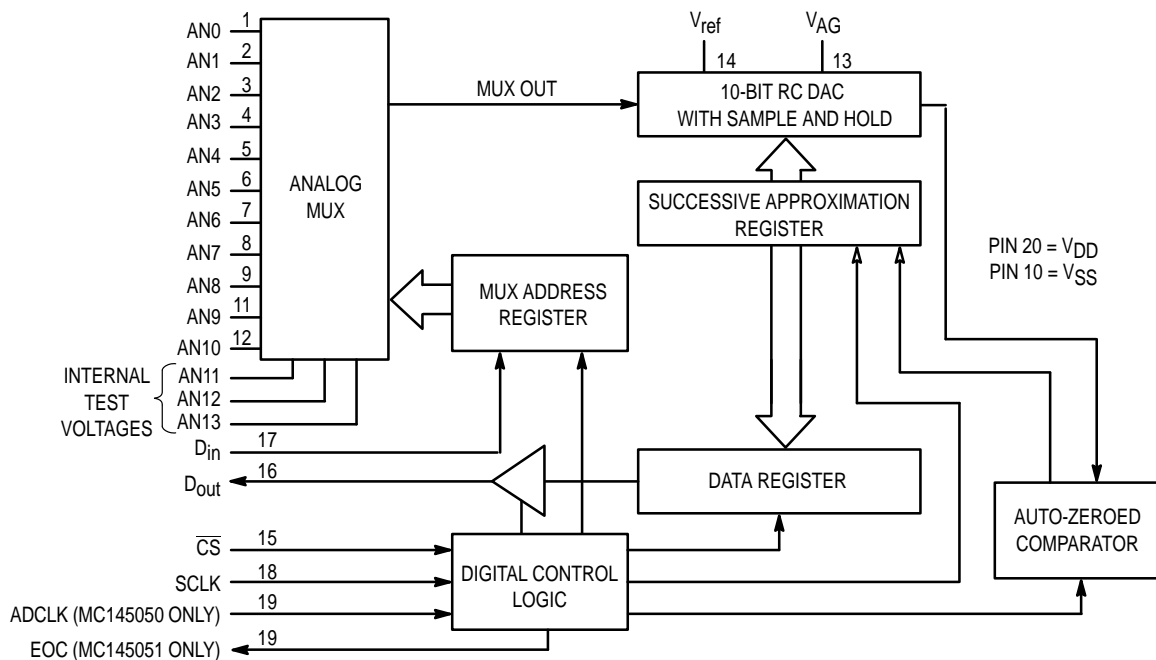 Vref
VAG
AN0 1
AN1 2
AN2 3
AN3 4
AN4 5
AN5 6
AN6 7
AN7 8
AN8 9
AN9 11
AN10 12
ANALOG
MUX
MUX OUT
14
13
10-BIT RC DAC
WITH SAMPLE AND HOLD
SUCCESSIVE APPROXIMATION
REGISTER
PIN 20 = VDD
PIN 10 = VSS
MUX ADDRESS
REGISTER
INTERNAL
TEST
VOLTAGES
AN11
AN12
AN13
Din 17
Dout 16
DATA REGISTER
AUTO-ZEROED
COMPARATOR
C̅S̅ 15
SCLK 18
ADCLK (MC145050 ONLY) 19
EOC (MC145051 ONLY) 19
DIGITAL CONTROL
LOGIC